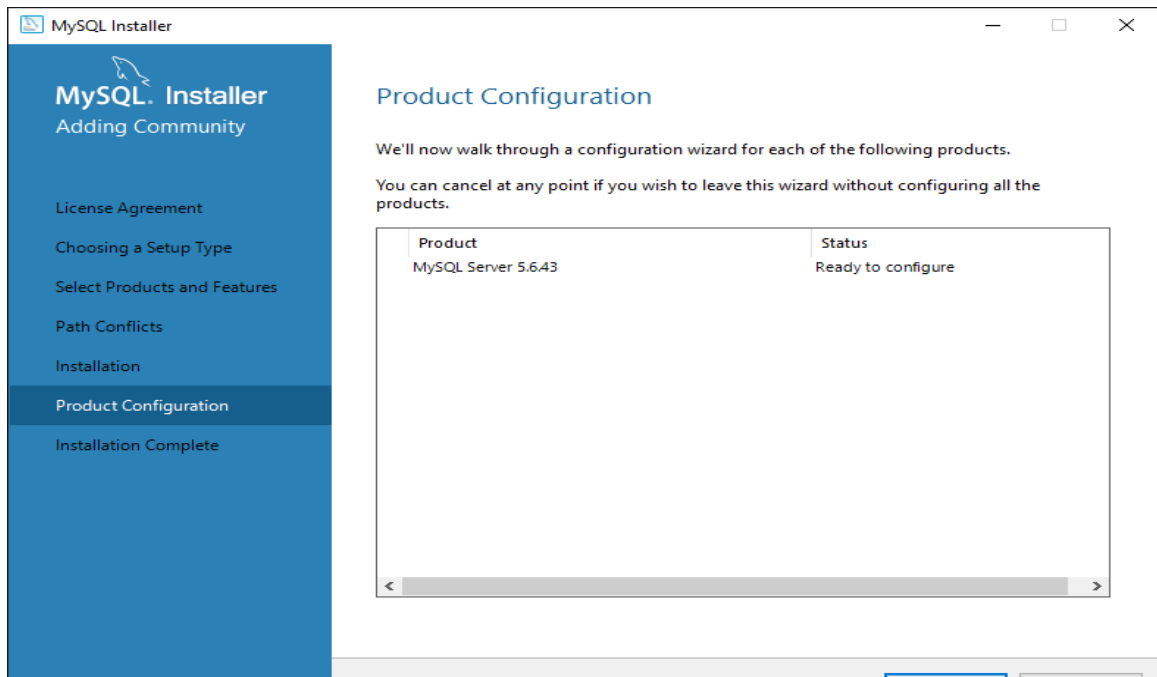 MySQL Installer
MySQL. Installer
Adding Community
License Agreement
Choosing a Setup Type
Select Products and Features
Path Conflicts
Installation
Product Configuration
Installation Complete
Product Configuration
We'll now walk through a configuration wizard for each of the following products.
You can cancel at any point if you wish to leave this wizard without configuring all the
products.
Product Status
MySQL Server 5.6.43 Ready to configure